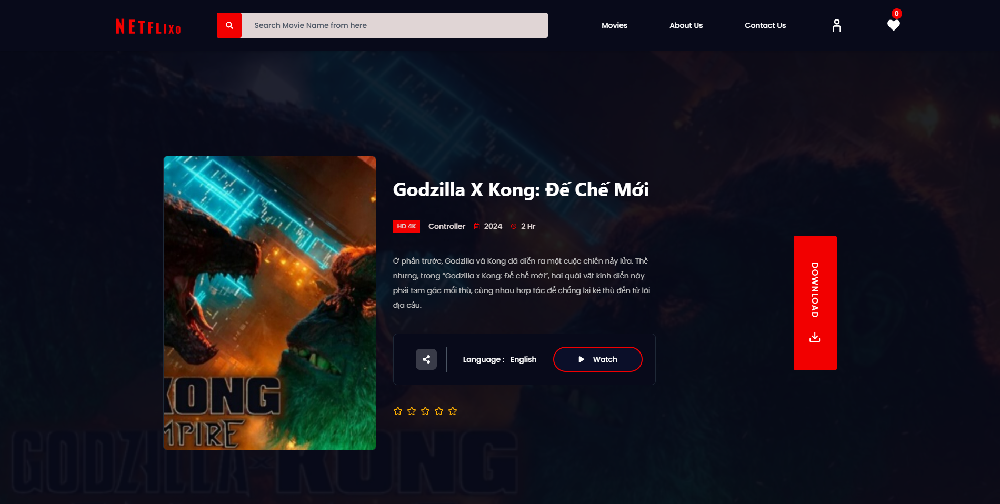 NETFLIXO
Search Movie Name from here
Movies
About Us
Contact Us
0
Godzilla X Kong: Đế Chế Mới
HD 4K
Controller
2024
2 Hr
Ở phần trước, Godzilla và Kong đã diễn ra một cuộc chiến nảy lửa. Thế
nhưng, trong “Godzilla x Kong: Đế chế mới”, hai quái vật kinh điển này
phải tạm gác mối thù, cùng nhau hợp tác để chống lại kẻ thù đến từ lõi
địa cầu.
Language : English
Watch
DOWNLOAD
KONG
MPIRE
GODZILLA x KONG